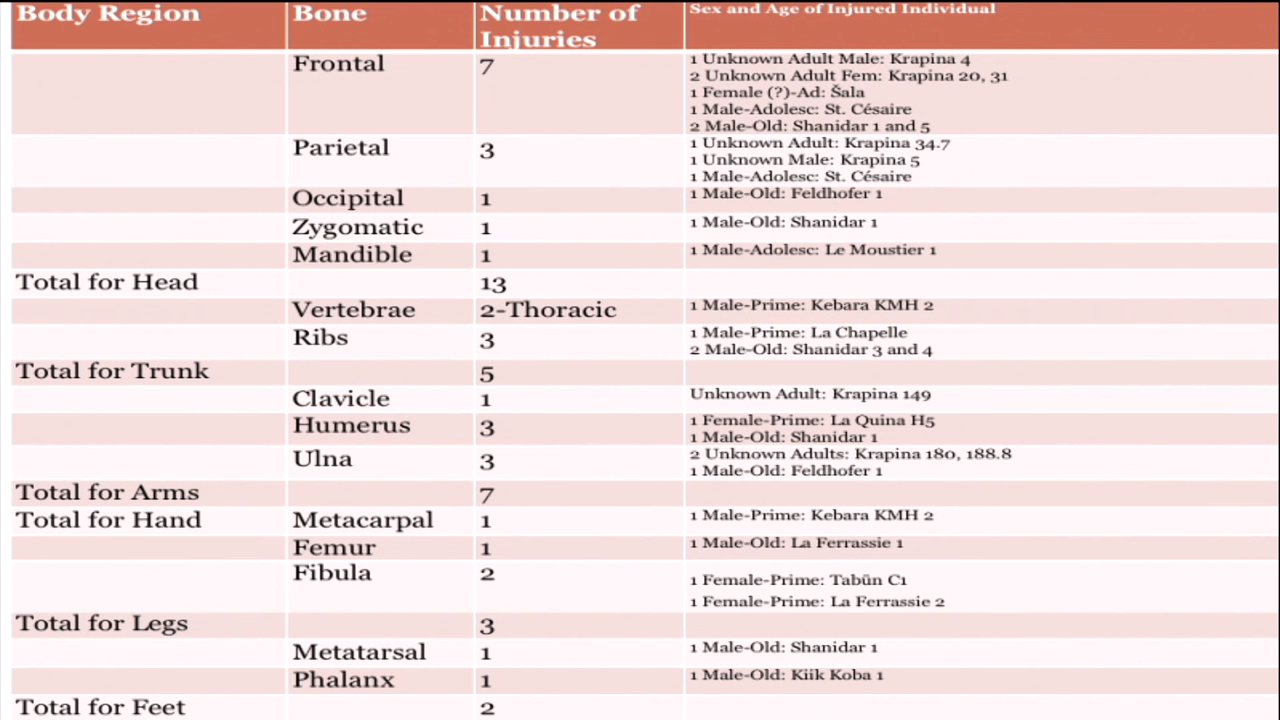 Body Region Bone Number of Injuries Sex and Age of Injured Individual
Frontal 7 1 Unknown Adult Male: Krapina 4
2 Unknown Adult Fem: Krapina 20, 31
1 Female (?)-Ad: Šala
1 Male-Adolesc: St. Césaire
2 Male-Old: Shanidar 1 and 5
Parietal 3 1 Unknown Adult: Krapina 34.7
1 Unknown Male: Krapina 5
1 Male-Adolesc: St. Césaire
Occipital 1 1 Male-Old: Feldhofer 1
Zygomatic 1 1 Male-Old: Shanidar 1
Mandible 1 1 Male-Adolesc: Le Moustier 1
Total for Head 13
Vertebrae 2-Thoracic 1 Male-Prime: Kebara KMH 2
Ribs 3 1 Male-Prime: La Chapelle
2 Male-Old: Shanidar 3 and 4
Total for Trunk 5
Clavicle 1 Unknown Adult: Krapina 149
Humerus 3 1 Female-Prime: La Quina H5
1 Male-Old: Shanidar 1
Ulna 3 2 Unknown Adults: Krapina 180, 188.8
1 Male-Old: Feldhofer 1
Total for Arms 7
Total for Hand Metacarpal 1 1 Male-Prime: Kebara KMH 2
Femur 1 1 Male-Old: La Ferrassie 1
Fibula 2 1 Female-Prime: Tabūn C1
1 Female-Prime: La Ferrassie 2
Total for Legs 3
Metatarsal 1 1 Male-Old: Shanidar 1
Phalanx 1 1 Male-Old: Kiik Koba 1
Total for Feet 2